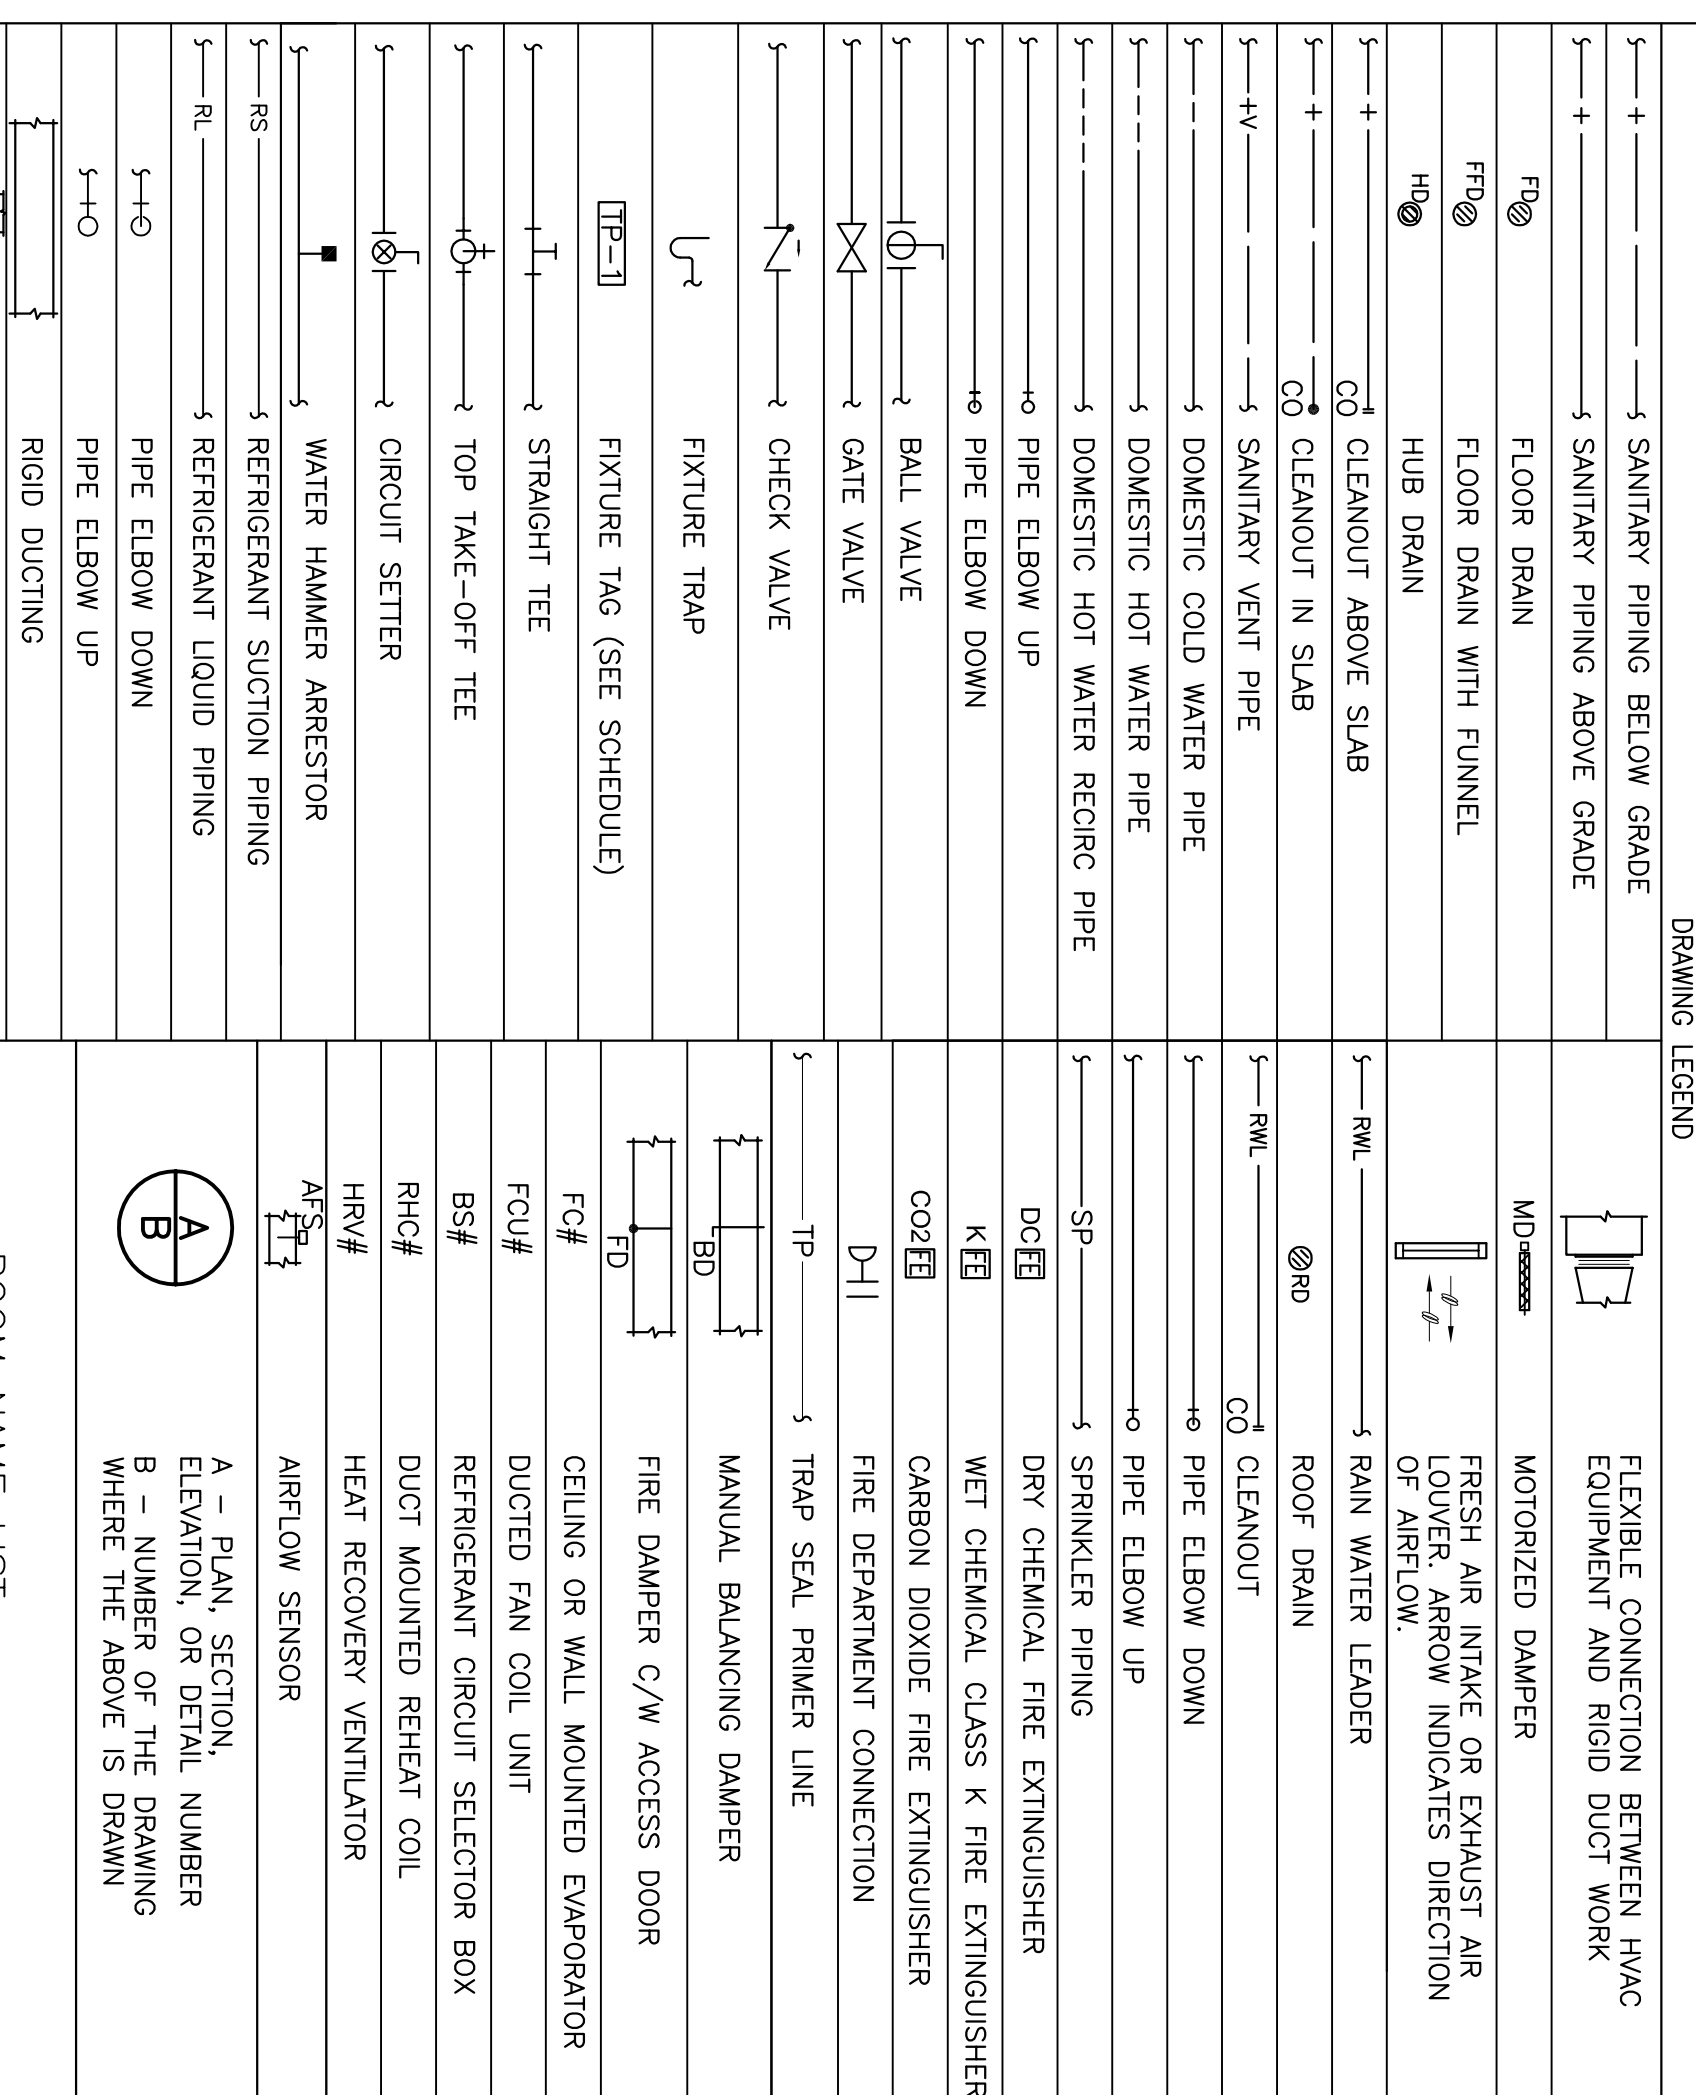 DRAWING LEGEND
SANITARY PIPING BELOW GRADE
SANITARY PIPING ABOVE GRADE
FD FLOOR DRAIN
FFD FLOOR DRAIN WITH FUNNEL
HD HUB DRAIN
CO CLEANOUT ABOVE SLAB
CO CLEANOUT IN SLAB
V SANITARY VENT PIPE
DOMESTIC COLD WATER PIPE
DOMESTIC HOT WATER PIPE
DOMESTIC HOT WATER RECIRC PIPE
PIPE ELBOW UP
PIPE ELBOW DOWN
BALL VALVE
GATE VALVE
CHECK VALVE
FIXTURE TRAP
TP-1 FIXTURE TAG (SEE SCHEDULE)
STRAIGHT TEE
TOP TAKE-OFF TEE
CIRCUIT SETTER
WATER HAMMER ARRESTOR
RS REFRIGERANT SUCTION PIPING
RL REFRIGERANT LIQUID PIPING
PIPE ELBOW DOWN
PIPE ELBOW UP
RIGID DUCTING
FLEXIBLE CONNECTION BETWEEN HVAC
EQUIPMENT AND RIGID DUCT WORK
MD MOTORIZED DAMPER
FRESH AIR INTAKE OR EXHAUST AIR
LOUVER. ARROW INDICATES DIRECTION
OF AIRFLOW.
RWL RAIN WATER LEADER
RD ROOF DRAIN
RWL CO CLEANOUT
PIPE ELBOW DOWN
PIPE ELBOW UP
SP SPRINKLER PIPING
DC FE DRY CHEMICAL FIRE EXTINGUISHER
K FE WET CHEMICAL CLASS K FIRE EXTINGUISHER
CO2 FE CARBON DIOXIDE FIRE EXTINGUISHER
FIRE DEPARTMENT CONNECTION
TP TRAP SEAL PRIMER LINE
BD MANUAL BALANCING DAMPER
FD FIRE DAMPER C/W ACCESS DOOR
FC# CEILING OR WALL MOUNTED EVAPORATOR
FCU# DUCTED FAN COIL UNIT
BS# REFRIGERANT CIRCUIT SELECTOR BOX
RHC# DUCT MOUNTED REHEAT COIL
HRV# HEAT RECOVERY VENTILATOR
AFS AIRFLOW SENSOR
A
B
A - PLAN, SECTION,
ELEVATION, OR DETAIL NUMBER
B - NUMBER OF THE DRAWING
WHERE THE ABOVE IS DRAWN